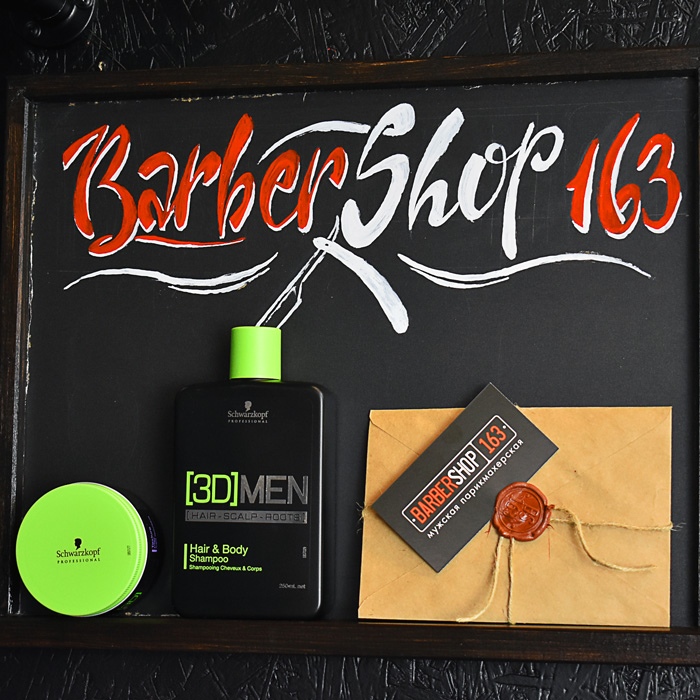 BarberShop 163
Schwarzkopf
PROFESSIONAL
[3D]MEN
[HAIR - SCALP - ROOTS]
Hair & Body
Shampoo
Shampooing Cheveux & Corps
250mL net
Schwarzkopf
PROFESSIONAL
BARBERSHOP 163
мужская парикмахерская